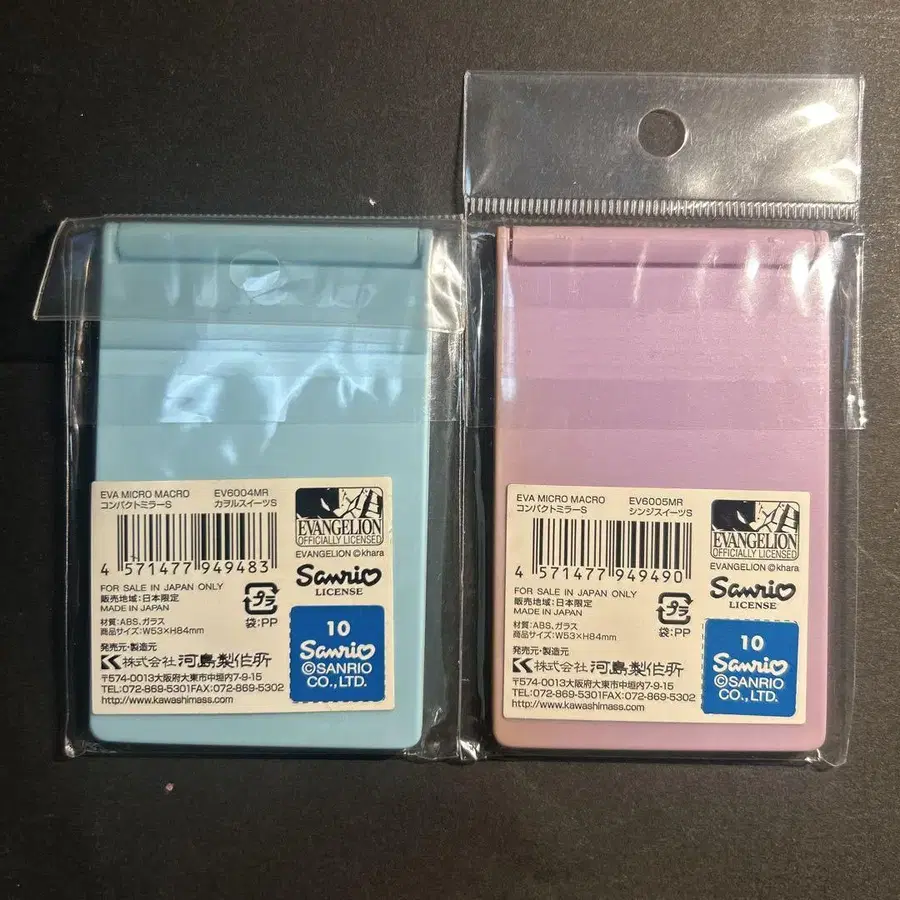 EVA MICRO MACRO EV6004MR
コンパクトミラーS カヲルスイーツS
4 571477 949483
FOR SALE IN JAPAN ONLY
販売地域:日本限定
MADE IN JAPAN
材質:ABS,ガラス
商品サイズ:W53×H84mm
プラ
袋:PP
発売元・製造元
K 株式会社 河島製作所
〒574-0013大阪府大東市中垣内7-9-15
TEL:072-869-5301FAX:072-869-5302
http://www.kawashimass.com
EVANGELION
OFFICIALLY LICENSED
EVANGELION ©khara
Sanrio
LICENSE
10
Sanrio
©SANRIO
CO., LTD.
EVA MICRO MACRO EV6005MR
コンパクトミラーS シンジスイーツS
4 571477 949490
FOR SALE IN JAPAN ONLY
販売地域:日本限定
MADE IN JAPAN
材質:ABS,ガラス
商品サイズ:W53×H84mm
プラ
袋:PP
発売元・製造元
K 株式会社 河島製作所
〒574-0013大阪府大東市中垣内7-9-15
TEL:072-869-5301FAX:072-869-5302
http://www.kawashimass.com
EVANGELION
OFFICIALLY LICENSED
EVANGELION ©khara
Sanrio
LICENSE
10
Sanrio
©SANRIO
CO., LTD.